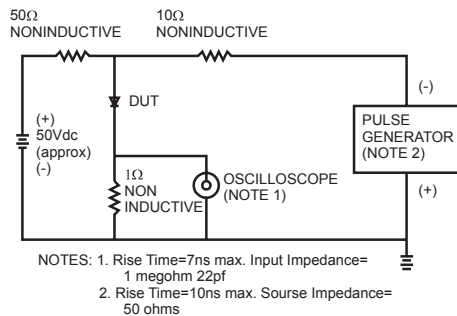 50Ω
NONINDUCTIVE
10Ω
NONINDUCTIVE
DUT
(+)
50Vdc
(approx)
(-)
1Ω
NON
INDUCTIVE
OSCILLOSCOPE
(NOTE 1)
(-)
PULSE
GENERATOR
(NOTE 2)
(+)
NOTES: 1. Rise Time=7ns max. Input Impedance=
1 megohm 22pf
2. Rise Time=10ns max. Sourse Impedance=
50 ohms